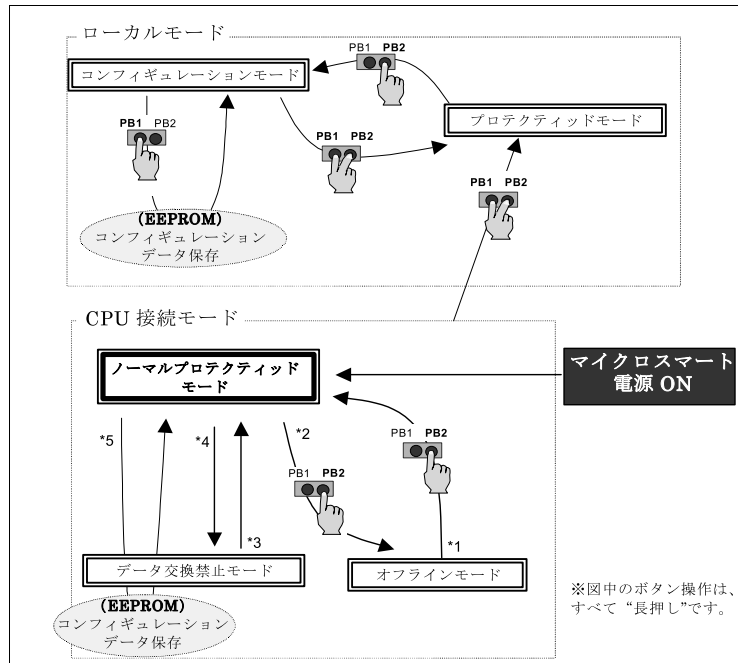 ローカルモード
PB1 PB2
コンフィギュレーションモード
プロテクティッドモード
PB1 PB2
PB1 PB2
PB1 PB2
(EEPROM)
コンフィギュレーション
データ保存
CPU 接続モード
ノーマルプロテクティッド
モード
マイクロスマート
電源 ON
*5
*4
*2
PB1 PB2
PB1 PB2
*3
*1
データ交換禁止モード
オフラインモード
(EEPROM)
コンフィギュレーション
データ保存
※図中のボタン操作は、
すべて“長押し”です。